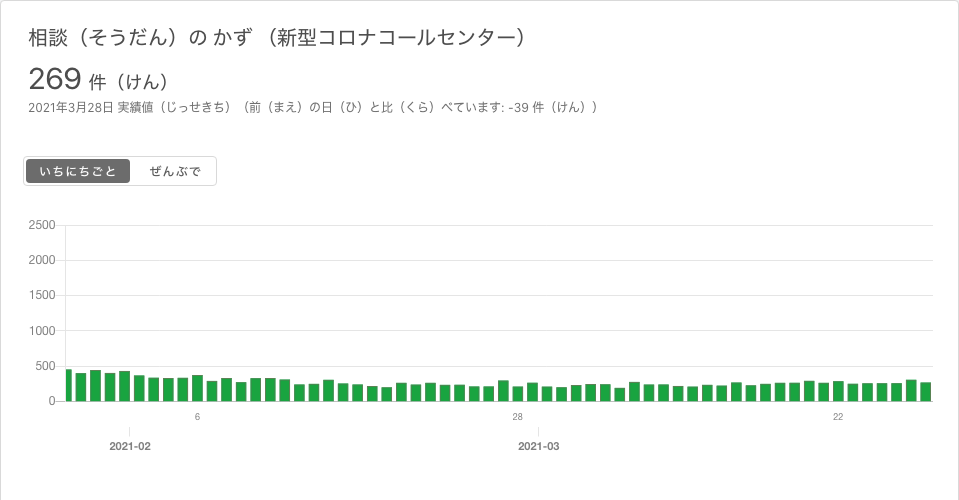 相談（そうだん）の かず （新型コロナコールセンター）
269 件（けん）
2021年3月28日 実績値（じっせきち）（前（まえ）の日（ひ）と比（くら）べています: -39 件（けん））
いちにちごと ぜんぶで
2500
2000
1500
1000
500
0
6 28 22
2021-02 2021-03